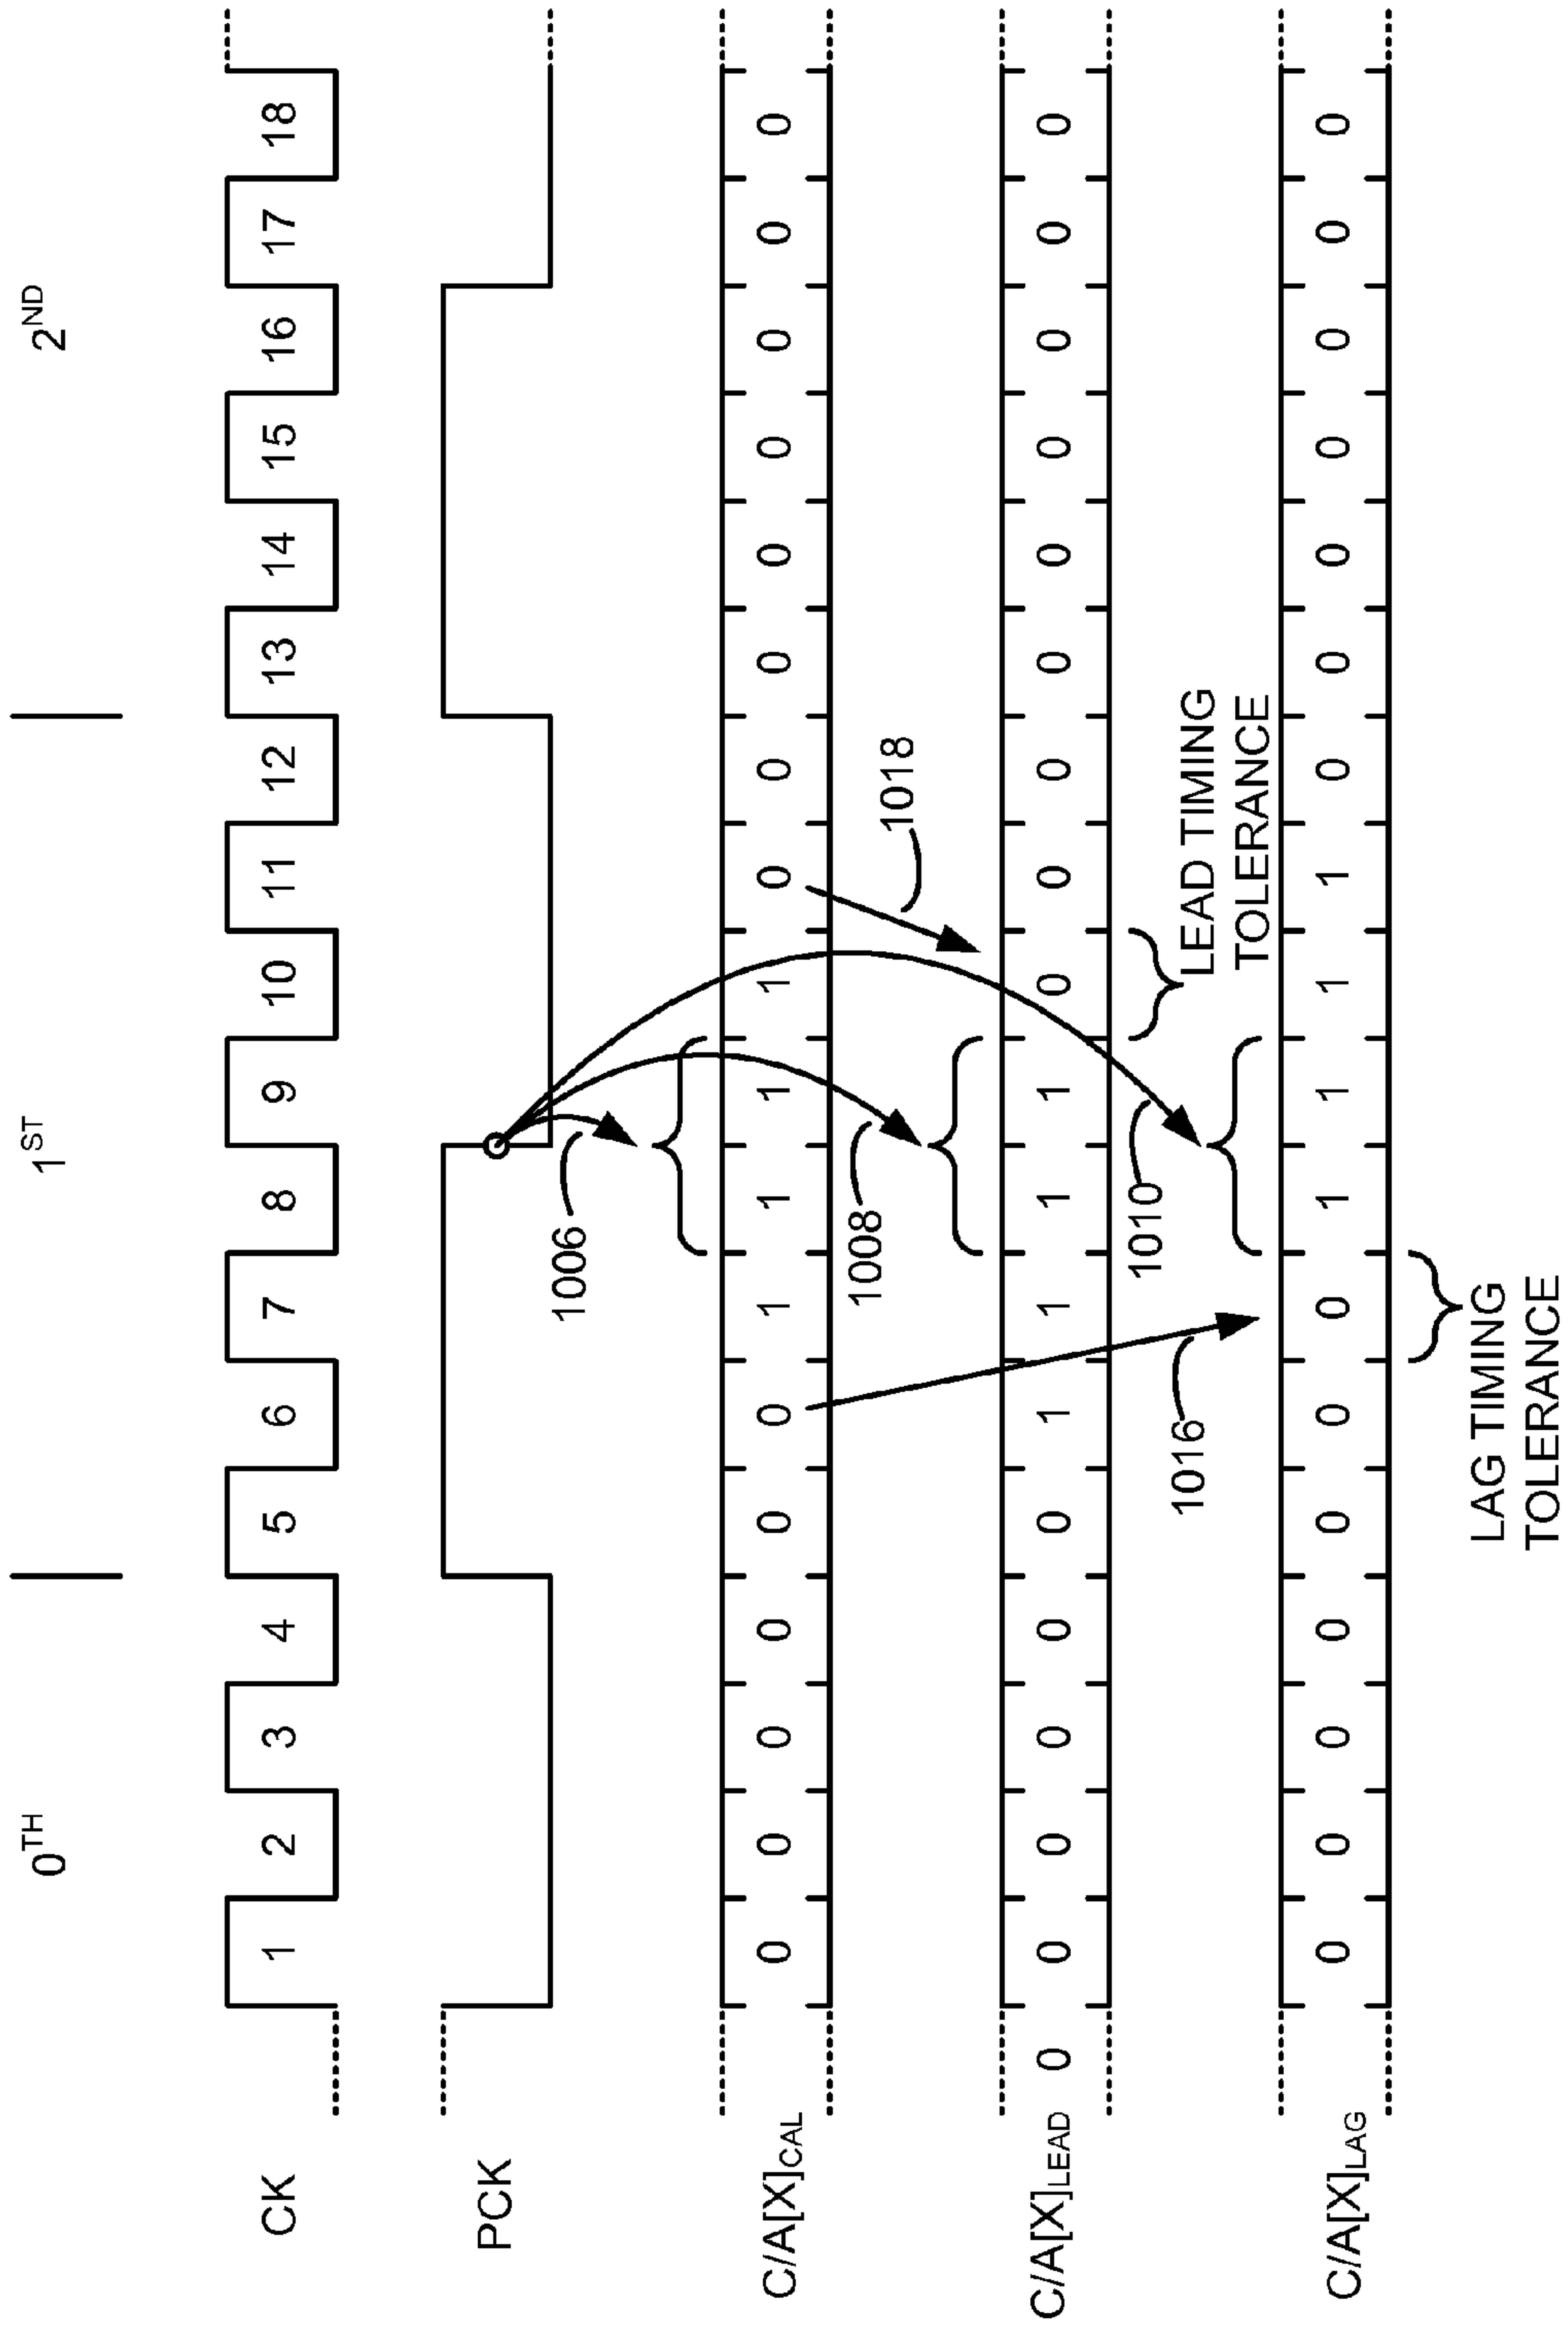 0TH 1ST 2ND
CK 1 2 3 4 5 6 7 8 9 10 11 12 13 14 15 16 17 18
PCK
1006
C/A[X]CAL 0 0 0 0 0 0 1 1 1 1 0 0 0 0 0 0 0 0
1008
1018
C/A[X]LEAD 0 0 0 0 0 0 1 1 1 1 0 0 0 0 0 0 0 0 0
1016
1010
LEAD TIMING
TOLERANCE
C/A[X]LAG 0 0 0 0 0 0 0 1 1 1 1 0 0 0 0 0 0 0
LAG TIMING
TOLERANCE